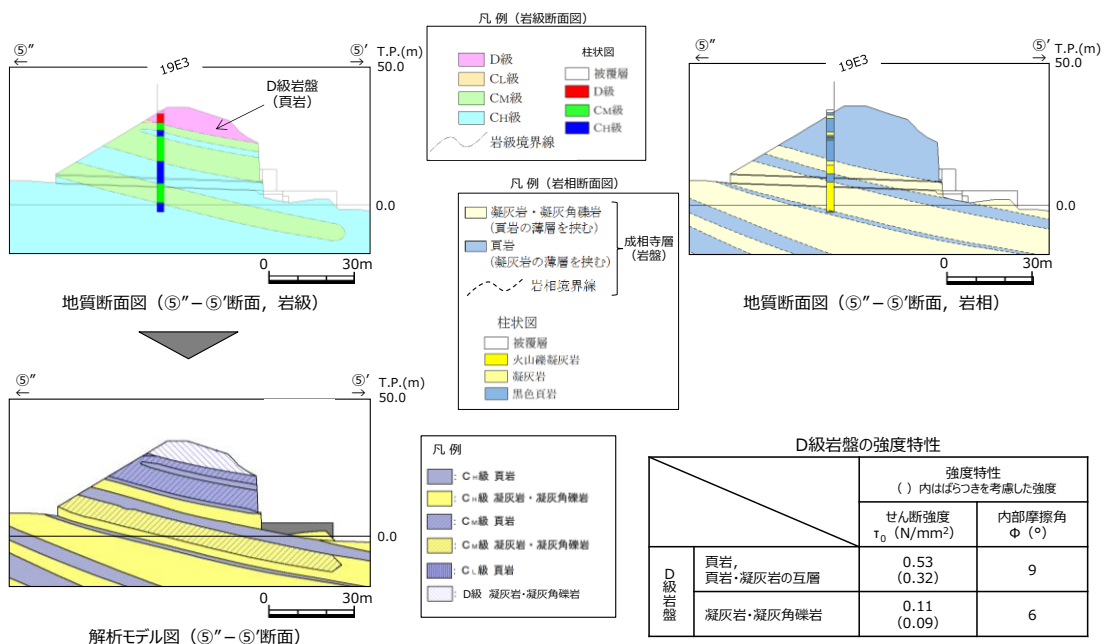 ⑤″
⑤′
T.P.(m)
50.0
19E3
D級岩盤
(頁岩)
0.0
0
30m
地質断面図（⑤″－⑤′断面，岩級）
凡 例（岩級断面図）
D級
CL級
CM級
CH級
岩級境界線
柱状図
被覆層
D級
CM級
CH級
凡 例（岩相断面図）
凝灰岩・凝灰角礫岩
(頁岩の薄層を挟む)
頁岩
(凝灰岩の薄層を挟む)
岩相境界線
成相寺層
(岩盤)
柱状図
被覆層
火山礫凝灰岩
凝灰岩
黒色頁岩
⑤″
⑤′
T.P.(m)
50.0
19E3
0.0
0
30m
地質断面図（⑤″－⑤′断面，岩相）
⑤″
⑤′
T.P.(m)
50.0
0.0
0
30m
解析モデル図（⑤″－⑤′断面）
凡 例
: CH級 頁岩
: CH級 凝灰岩・凝灰角礫岩
: CM級 頁岩
: CM級 凝灰岩・凝灰角礫岩
: CL級 頁岩
: D級 凝灰岩・凝灰角礫岩
D級岩盤の強度特性
強度特性
（ ）内はばらつきを考慮した強度
せん断強度
τ0（N/mm²）
内部摩擦角
Φ（°）
D級岩盤
頁岩，
頁岩・凝灰岩の互層
0.53
(0.32)
9
凝灰岩・凝灰角礫岩
0.11
(0.09)
6